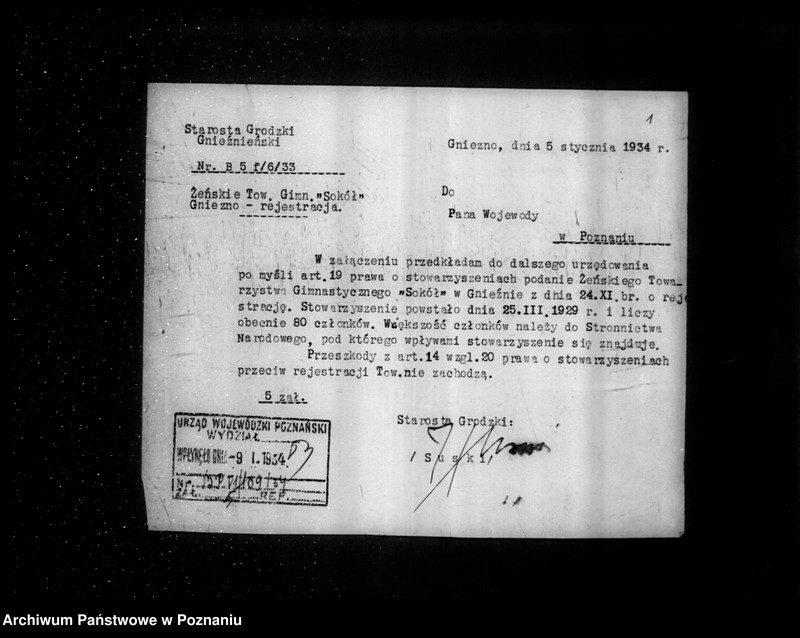 1
Starosta Grodzki
Gnieźnieński
Gniezno, dnia 5 stycznia 1934 r.
Nr. B 5 f/6/33
Żeńskie Tow. Gimn. "Sokół"
Gniezno - rejestracja.
Do
Pana Wojewody
w Poznaniu
W załączeniu przedkładam do dalszego urzędowania
po myśli art.19 prawa o stowarzyszeniach podanie Żeńskiego Towa-
rzystwa Gimnastycznego "Sokół" w Gnieźnie z dnia 24.XI.br. o rej
strację. Stowarzyszenie powstało dnia 25.III.1929 r. i liczy
obecnie 80 członków. Większość członków należy do Stronnictwa
Narodowego, pod którego wpływami stowarzyszenie się znajduje.
Przeszkody z art.14 wzgl.20 prawa o stowarzyszeniach
przeciw rejestracji Tow.nie zachodzą.
5 zał.
Starosta Grodzki:
/ Suski/
URZĄD WOJEWÓDZKI POZNAŃSKI
WYDZIAŁ
WPŁYNĘŁO DNIA -9 I. 1934
Nr.
ZAŁ. REF.
Archiwum Państwowe w Poznaniu